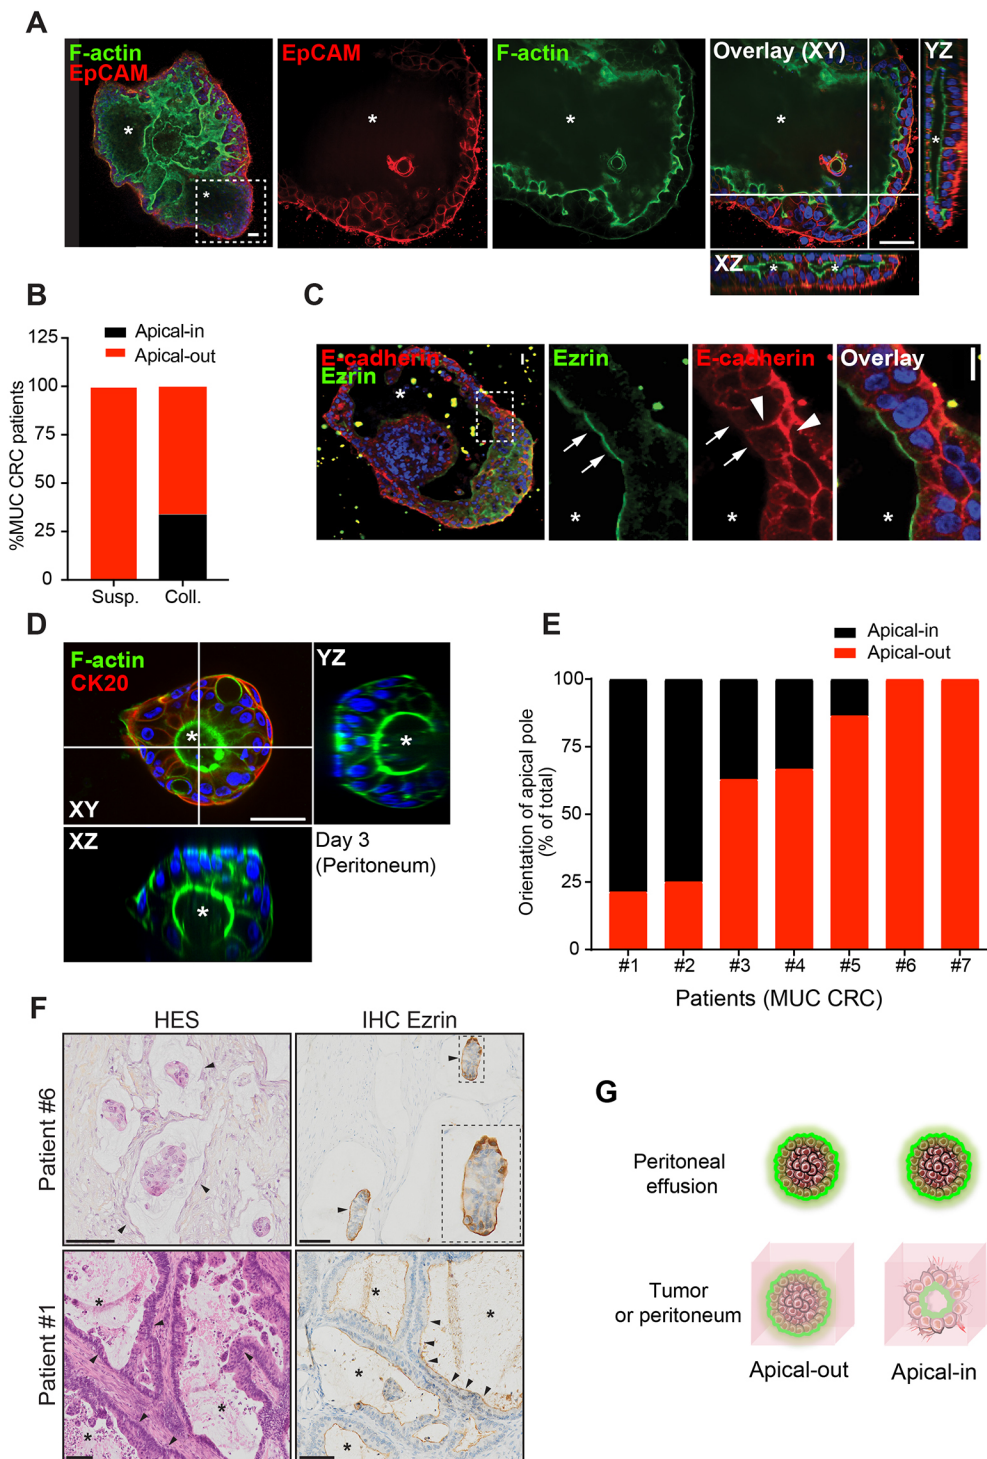 A
F-actin
EpCAM
*
*
EpCAM
*
F-actin
*
Overlay (XY)
*
YZ
*
XZ
*
*
B
Apical-in
Apical-out
%MUC CRC patients
125
100
75
50
25
0
Susp.
Coll.
C
E-cadherin
Ezrin
*
Ezrin
*
E-cadherin
*
Overlay
*
D
F-actin
CK20
*
XY
YZ
*
XZ
*
Day 3
(Peritoneum)
E
Apical-in
Apical-out
Orientation of apical pole
(% of total)
100
75
50
25
0
#1
#2
#3
#4
#5
#6
#7
Patients (MUC CRC)
F
HES
IHC Ezrin
Patient #6
Patient #1
*
*
*
*
*
*
*
G
Peritoneal
effusion
Tumor
or peritoneum
Apical-out
Apical-in